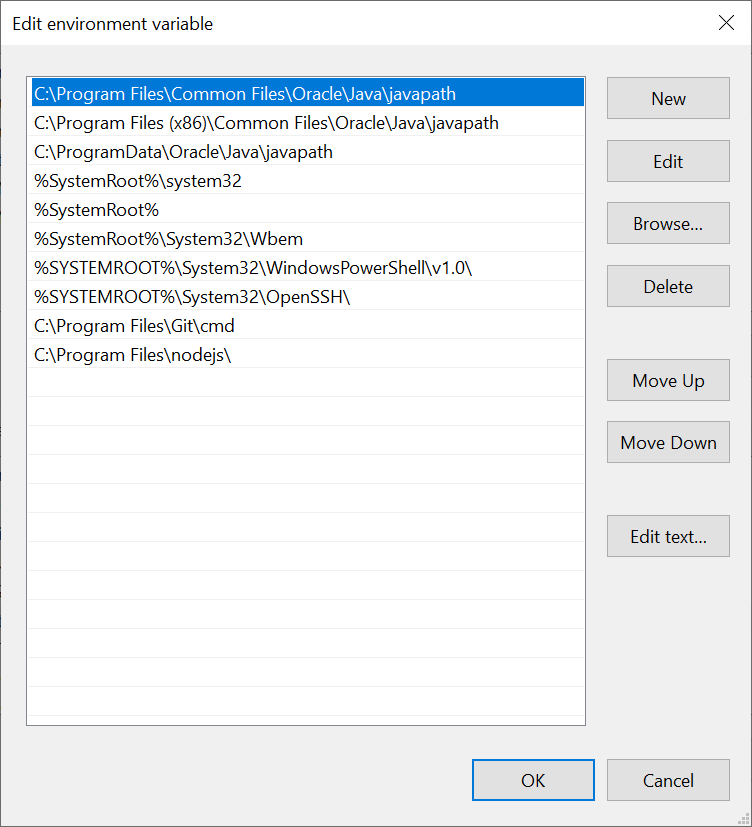 Edit environment variable
C:\Program Files\Common Files\Oracle\Java\javapath
C:\Program Files (x86)\Common Files\Oracle\Java\javapath
C:\ProgramData\Oracle\Java\javapath
%SystemRoot%\system32
%SystemRoot%
%SystemRoot%\System32\Wbem
%SYSTEMROOT%\System32\WindowsPowerShell\v1.0\
%SYSTEMROOT%\System32\OpenSSH\
C:\Program Files\Git\cmd
C:\Program Files\nodejs\
New
Edit
Browse...
Delete
Move Up
Move Down
Edit text...
OK
Cancel